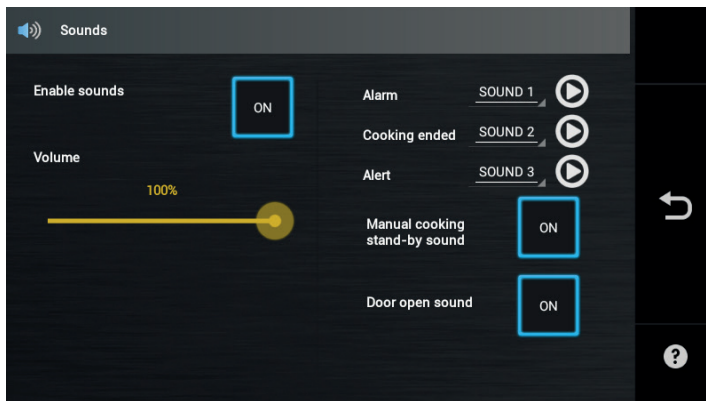 Sounds
Enable sounds
ON
Volume
100%
Alarm
SOUND 1
Cooking ended
SOUND 2
Alert
SOUND 3
Manual cooking
stand-by sound
ON
Door open sound
ON
?